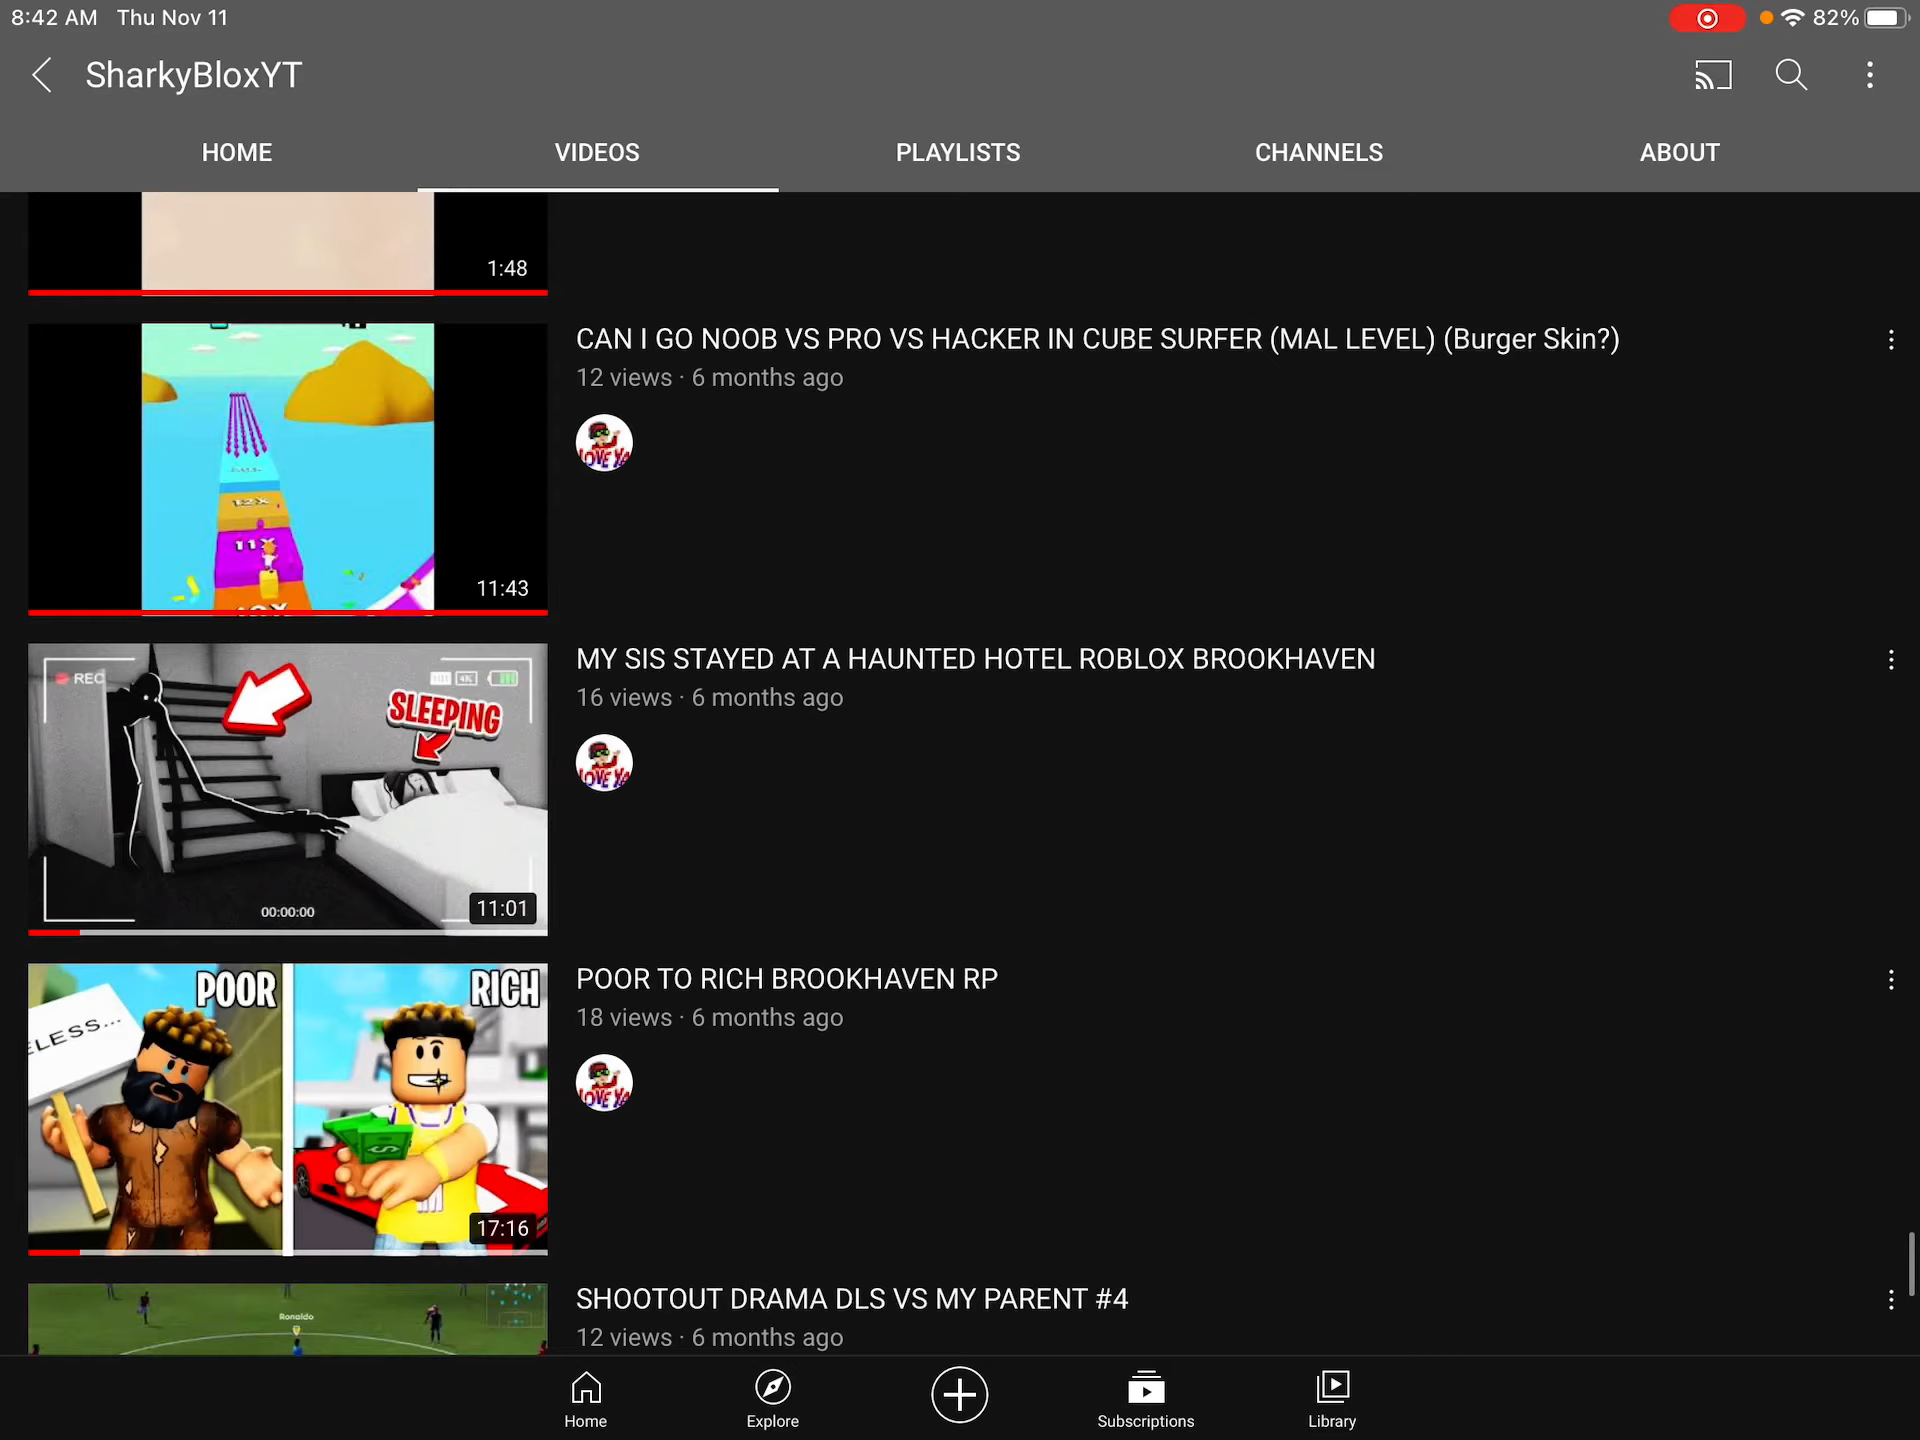 8:42 AM Thu Nov 11
82%
SharkyBloxYT
HOME VIDEOS PLAYLISTS CHANNELS ABOUT
1:48
CAN I GO NOOB VS PRO VS HACKER IN CUBE SURFER (MAL LEVEL) (Burger Skin?)
12 views · 6 months ago
12X
11X
11:43
MY SIS STAYED AT A HAUNTED HOTEL ROBLOX BROOKHAVEN
16 views · 6 months ago
REC
SLEEPING
00:00:00
11:01
POOR TO RICH BROOKHAVEN RP
18 views · 6 months ago
POOR
RICH
ELESS...
17:16
SHOOTOUT DRAMA DLS VS MY PARENT #4
12 views · 6 months ago
Ronaldo
Home Explore Subscriptions Library